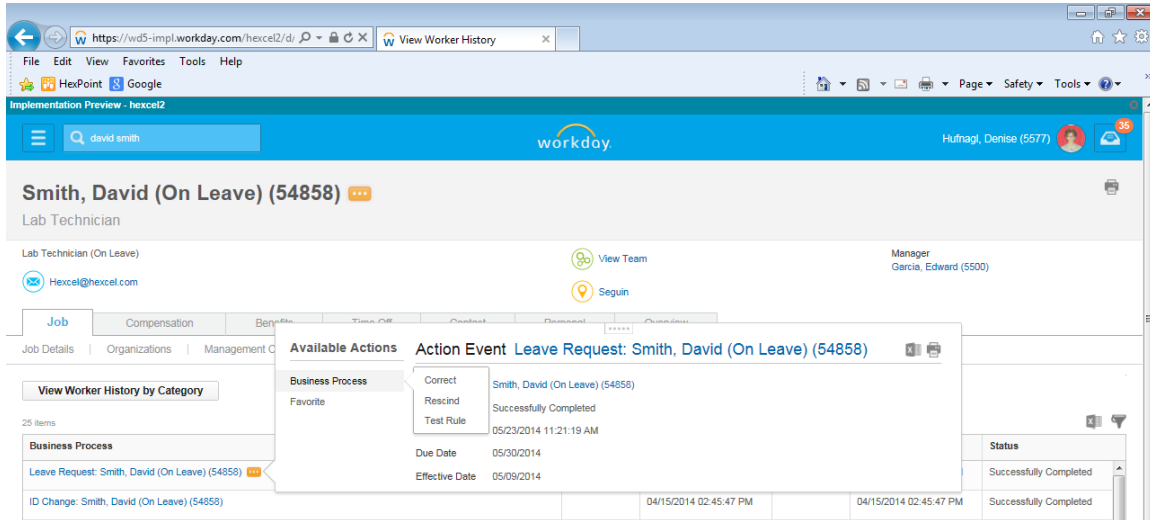 https://wd5-impl.workday.com/hexcel2/d/
View Worker History
File Edit View Favorites Tools Help
HexPoint Google
Page Safety Tools
Implementation Preview - hexcel2
david smith
workday.
Hufnagl, Denise (5577)
35
Smith, David (On Leave) (54858)
Lab Technician
Lab Technician (On Leave)
View Team
Manager
Garcia, Edward (5500)
Hexcel@hexcel.com
Seguin
Job Compensation Benefits Time Off Contact Personal Overview
Job Details | Organizations | Management C
Available Actions
Action Event Leave Request: Smith, David (On Leave) (54858)
Business Process
Favorite
Correct
Rescind
Test Rule
Smith, David (On Leave) (54858)
Successfully Completed
05/23/2014 11:21:19 AM
Due Date 05/30/2014
Effective Date 05/09/2014
View Worker History by Category
25 items
Business Process
Status
Leave Request: Smith, David (On Leave) (54858)
Successfully Completed
ID Change: Smith, David (On Leave) (54858)
04/15/2014 02:45:47 PM
04/15/2014 02:45:47 PM
Successfully Completed